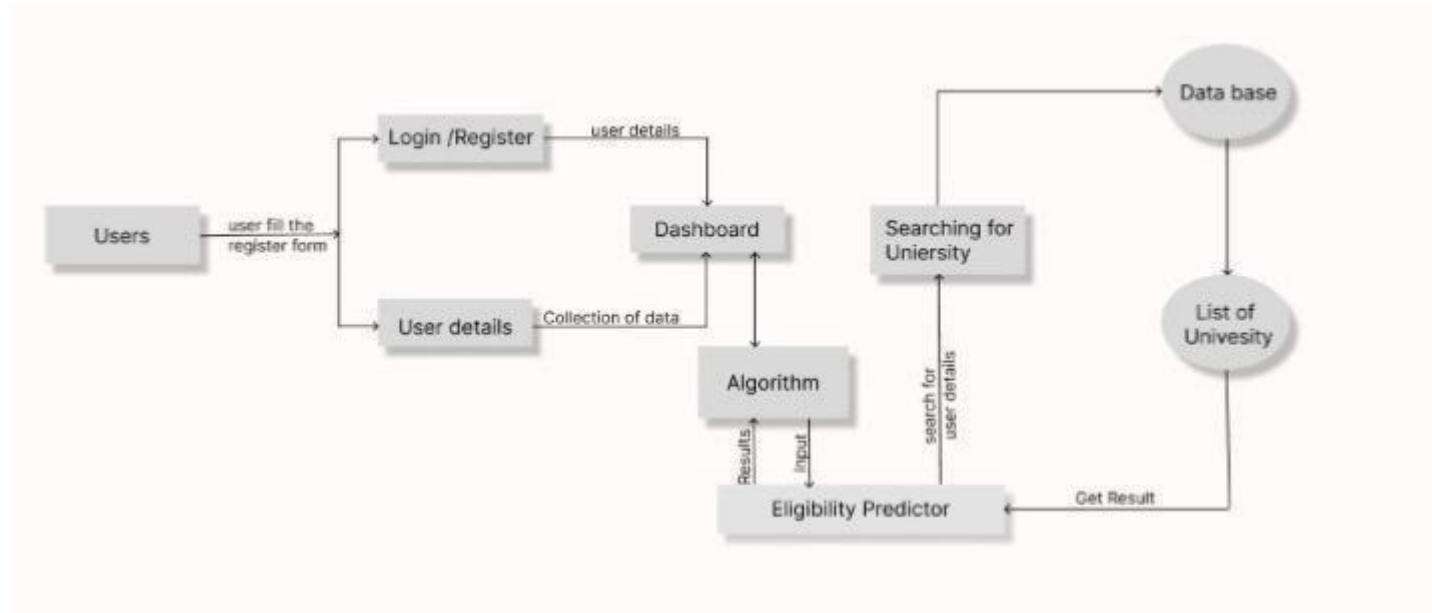 Data base
Login /Register
user details
Users
user fill the
register form
Dashboard
Searching for
Uniersity
User details
Collection of data
List of
Univesity
Algorithm
search for
user details
Results
Input
Eligibility Predictor
Get Result